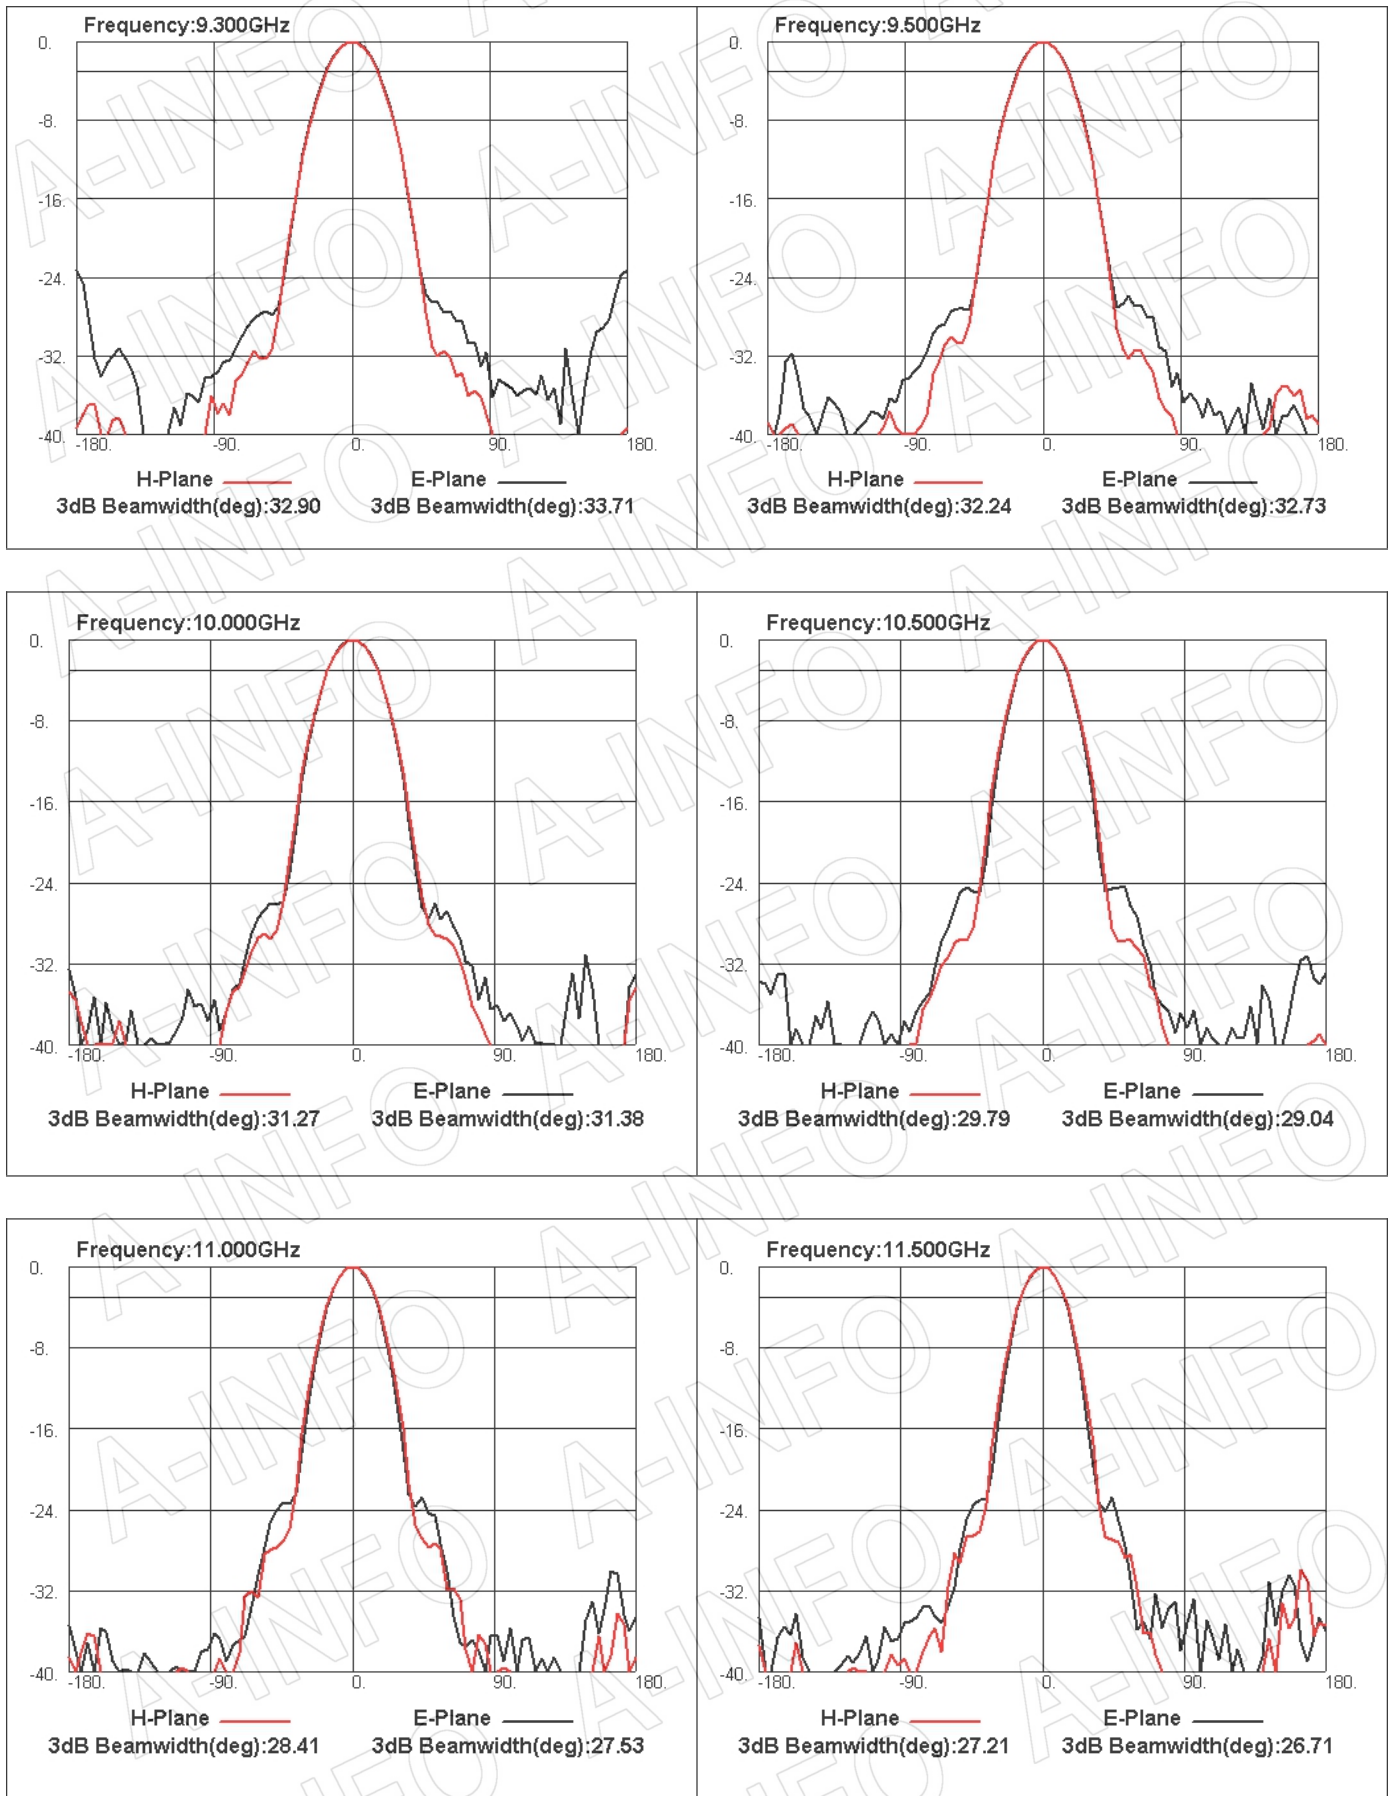 Frequency:9.300GHz
0.
-8.
-16.
-24.
-32.
-40.
-180.
-90.
0.
90.
180.
H-Plane
E-Plane
3dB Beamwidth(deg):32.90
3dB Beamwidth(deg):33.71
Frequency:9.500GHz
0.
-8.
-16.
-24.
-32.
-40.
-180.
-90.
0.
90.
180.
H-Plane
E-Plane
3dB Beamwidth(deg):32.24
3dB Beamwidth(deg):32.73
Frequency:10.000GHz
0.
-8.
-16.
-24.
-32.
-40.
-180.
-90.
0.
90.
180.
H-Plane
E-Plane
3dB Beamwidth(deg):31.27
3dB Beamwidth(deg):31.38
Frequency:10.500GHz
0.
-8.
-16.
-24.
-32.
-40.
-180.
-90.
0.
90.
180.
H-Plane
E-Plane
3dB Beamwidth(deg):29.79
3dB Beamwidth(deg):29.04
Frequency:11.000GHz
0.
-8.
-16.
-24.
-32.
-40.
-180.
-90.
0.
90.
180.
H-Plane
E-Plane
3dB Beamwidth(deg):28.41
3dB Beamwidth(deg):27.53
Frequency:11.500GHz
0.
-8.
-16.
-24.
-32.
-40.
-180.
-90.
0.
90.
180.
H-Plane
E-Plane
3dB Beamwidth(deg):27.21
3dB Beamwidth(deg):26.71
A-INFO